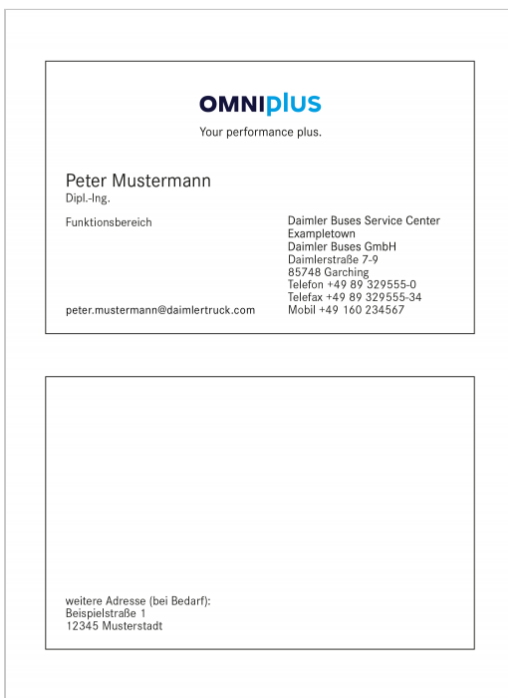 OMNIplus
Your performance plus.
Peter Mustermann
Dipl.-Ing.
Funktionsbereich
peter.mustermann@daimlertruck.com
Daimler Buses Service Center
Exampletown
Daimler Buses GmbH
Daimlerstraße 7-9
85748 Garching
Telefon +49 89 329555-0
Telefax +49 89 329555-34
Mobil +49 160 234567
weitere Adresse (bei Bedarf):
Beispielstraße 1
12345 Musterstadt